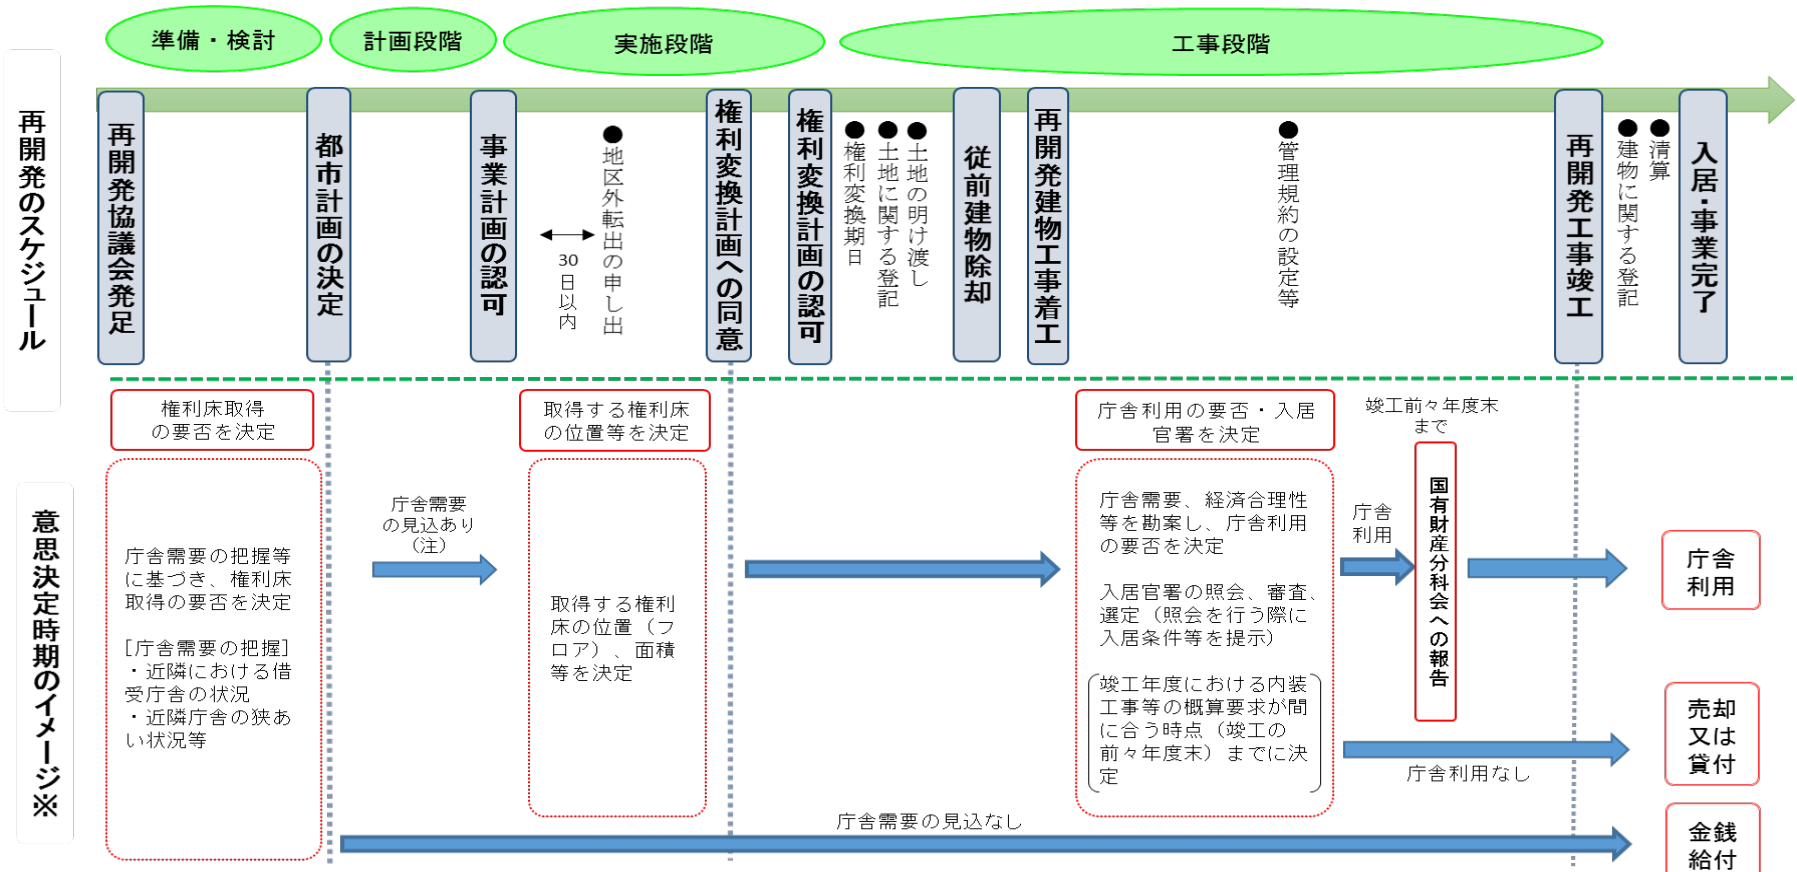 準備・検討
計画段階
実施段階
工事段階
再開発のスケジュール
再開発協議会発足
都市計画の決定
事業計画の認可
30
日以内
●地区外転出の申し出
権利変換計画への同意
権利変換計画の認可
●権利変換期日
●土地に関する登記
●土地の明け渡し
従前建物除却
再開発建物工事着工
●管理規約の設定等
再開発工事竣工
●建物に関する登記
●清算
入居・事業完了
意思決定時期のイメージ※
権利床取得
の要否を決定
庁舎需要の把握等
に基づき、権利床
取得の要否を決定
[庁舎需要の把握]
・近隣における借
受庁舎の状況
・近隣庁舎の狭あ
い状況等
庁舎需要
の見込あり
（注）
取得する権利床
の位置等を決定
取得する権利
床の位置（フ
ロア）、面積
等を決定
庁舎利用の要否・入居
官署を決定
庁舎需要、経済合理性
等を勘案し、庁舎利用
の要否を決定
入居官署の照会、審査、
選定（照会を行う際に
入居条件等を提示）
竣工年度における内装
工事等の概算要求が間
に合う時点（竣工の
前々年度末）までに決
定
庁舎
利用
竣工前々年度末
まで
国有財産分科会への報告
庁舎
利用
庁舎利用なし
売却
又は
貸付
庁舎需要の見込なし
金銭
給付